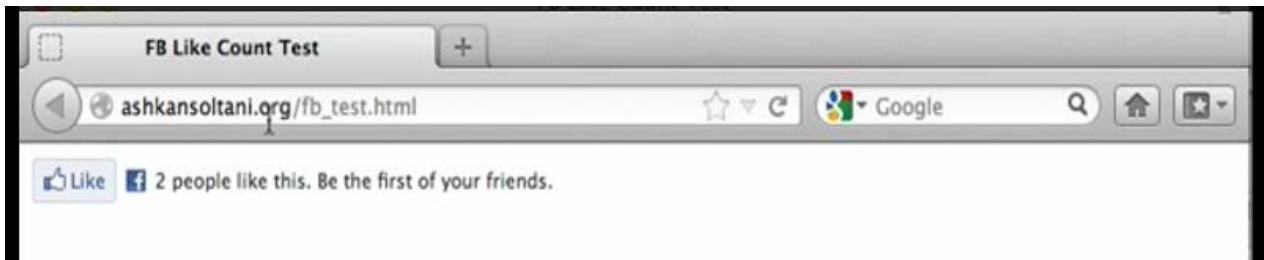 FB Like Count Test
ashkansoltani.org/fb_test.html
Google
Like
2 people like this. Be the first of your friends.